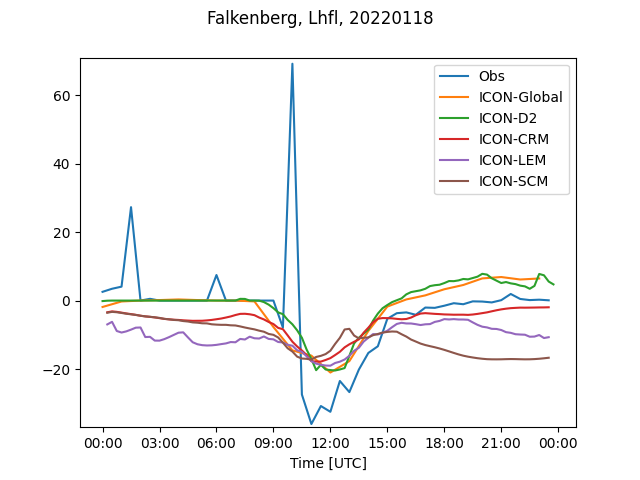 Falkenberg, Lhfl, 20220118
60
40
20
0
−20
Obs
ICON-Global
ICON-D2
ICON-CRM
ICON-LEM
ICON-SCM
00:00 03:00 06:00 09:00 12:00 15:00 18:00 21:00 00:00
Time [UTC]